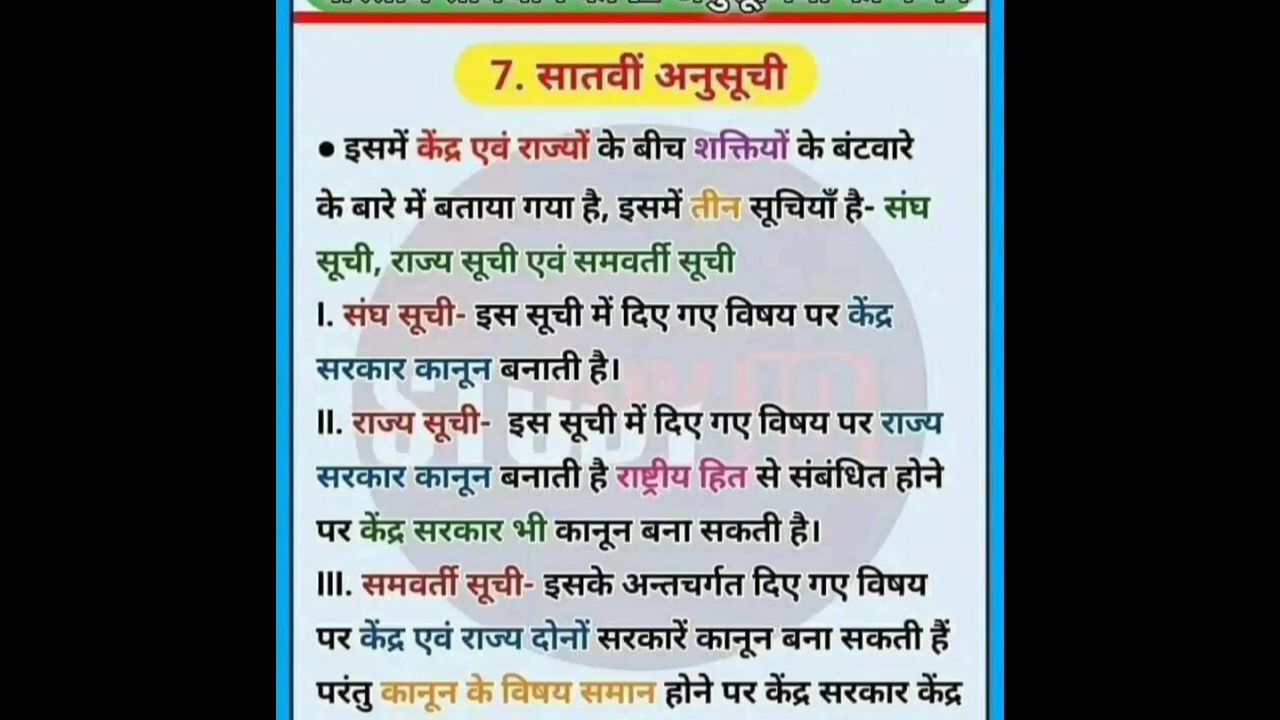 7. सातवीं अनुसूची
● इसमें केंद्र एवं राज्यों के बीच शक्तियों के बंटवारे
के बारे में बताया गया है, इसमें तीन सूचियाँ है- संघ
सूची, राज्य सूची एवं समवर्ती सूची
I. संघ सूची- इस सूची में दिए गए विषय पर केंद्र
सरकार कानून बनाती है।
II. राज्य सूची- इस सूची में दिए गए विषय पर राज्य
सरकार कानून बनाती है राष्ट्रीय हित से संबंधित होने
पर केंद्र सरकार भी कानून बना सकती है।
III. समवर्ती सूची- इसके अन्तचर्गत दिए गए विषय
पर केंद्र एवं राज्य दोनों सरकारें कानून बना सकती हैं
परंतु कानून के विषय समान होने पर केंद्र सरकार केंद्र